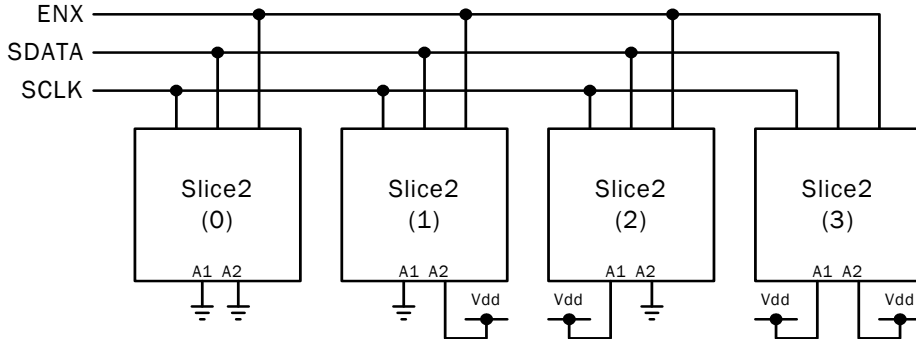 ENX
SDATA
SCLK
Slice2
(0)
Slice2
(1)
Slice2
(2)
Slice2
(3)
A1 A2
A1 A2
A1 A2
A1 A2
Vdd
Vdd
Vdd
Vdd